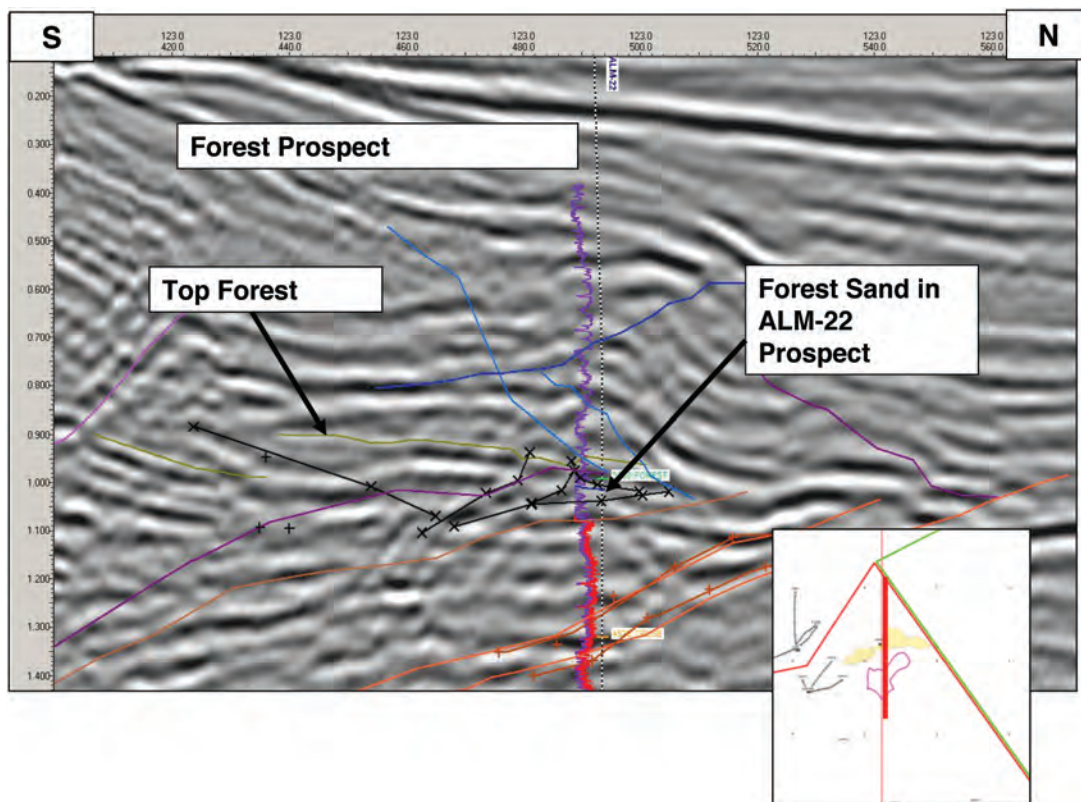 S
N
123.0 123.0 123.0 123.0 123.0 123.0 123.0 123.0
420.0 440.0 460.0 480.0 500.0 520.0 540.0 560.0
ALM-22
0.200
0.300
Forest Prospect
0.400
0.500
0.600
Top Forest
Forest Sand in
ALM-22
Prospect
0.700
0.800
0.900
1.000
1.100
1.200
1.300
1.400